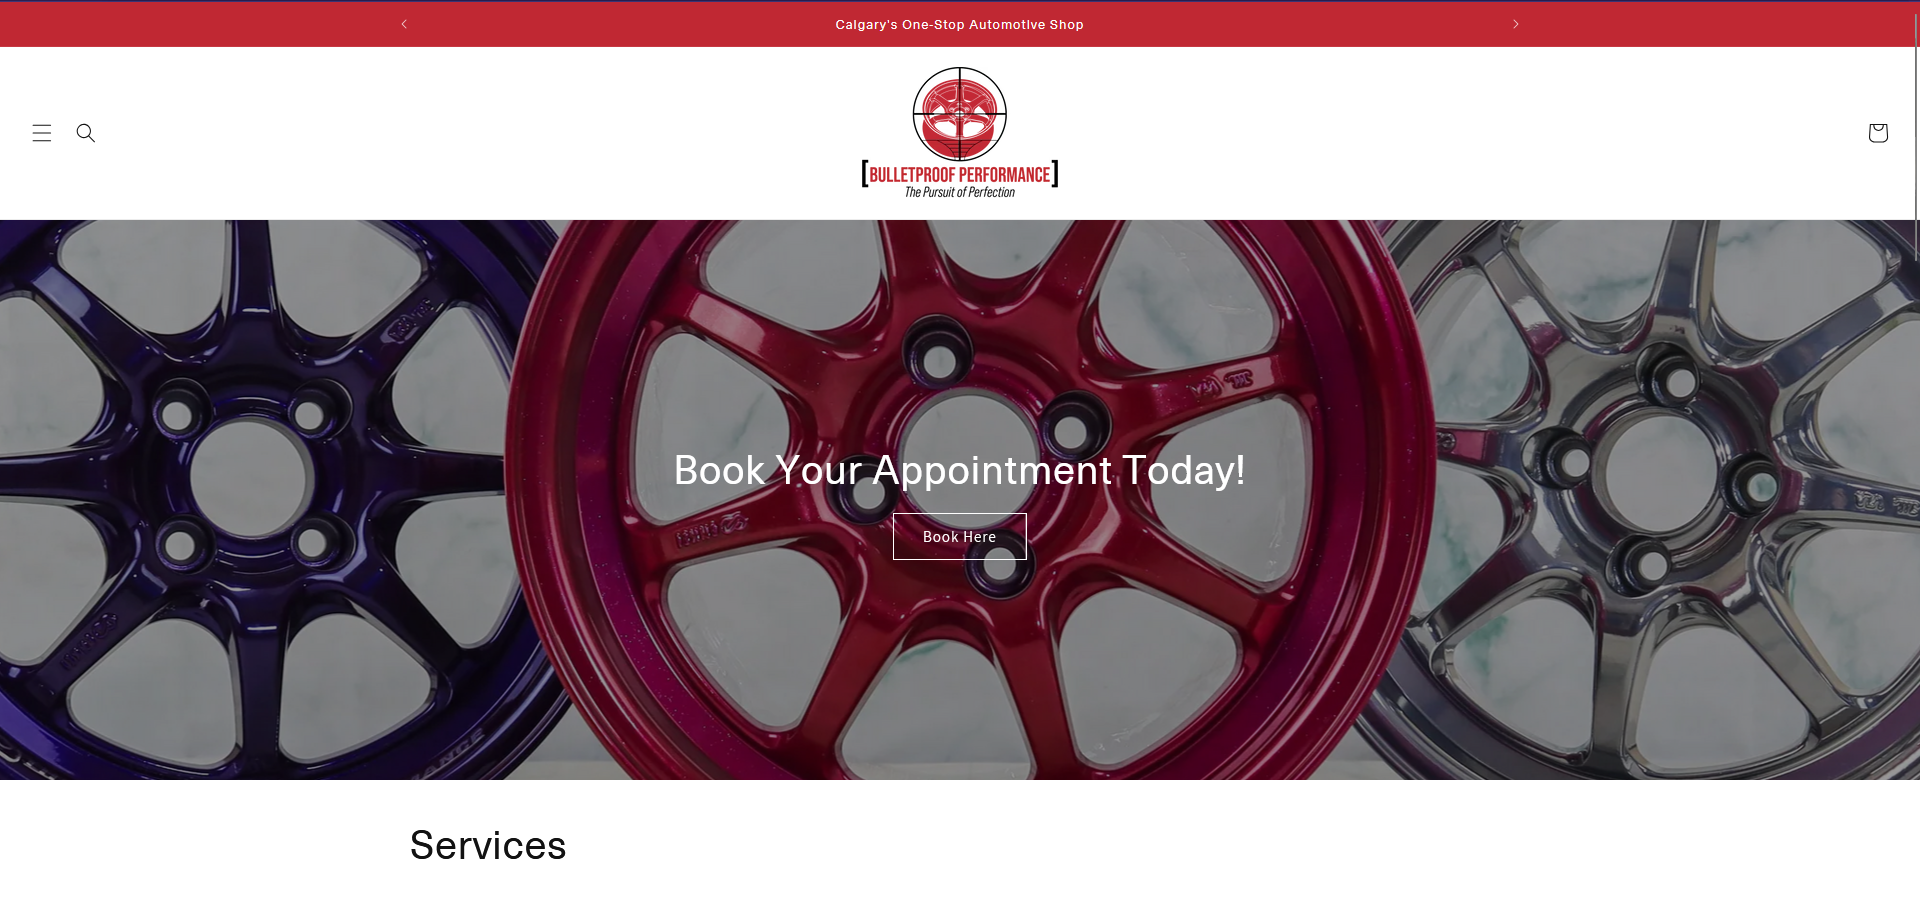 Calgary's One-Stop Automotive Shop
[BULLETPROOF PERFORMANCE]
The Pursuit of Perfection
Book Your Appointment Today!
Book Here
Services